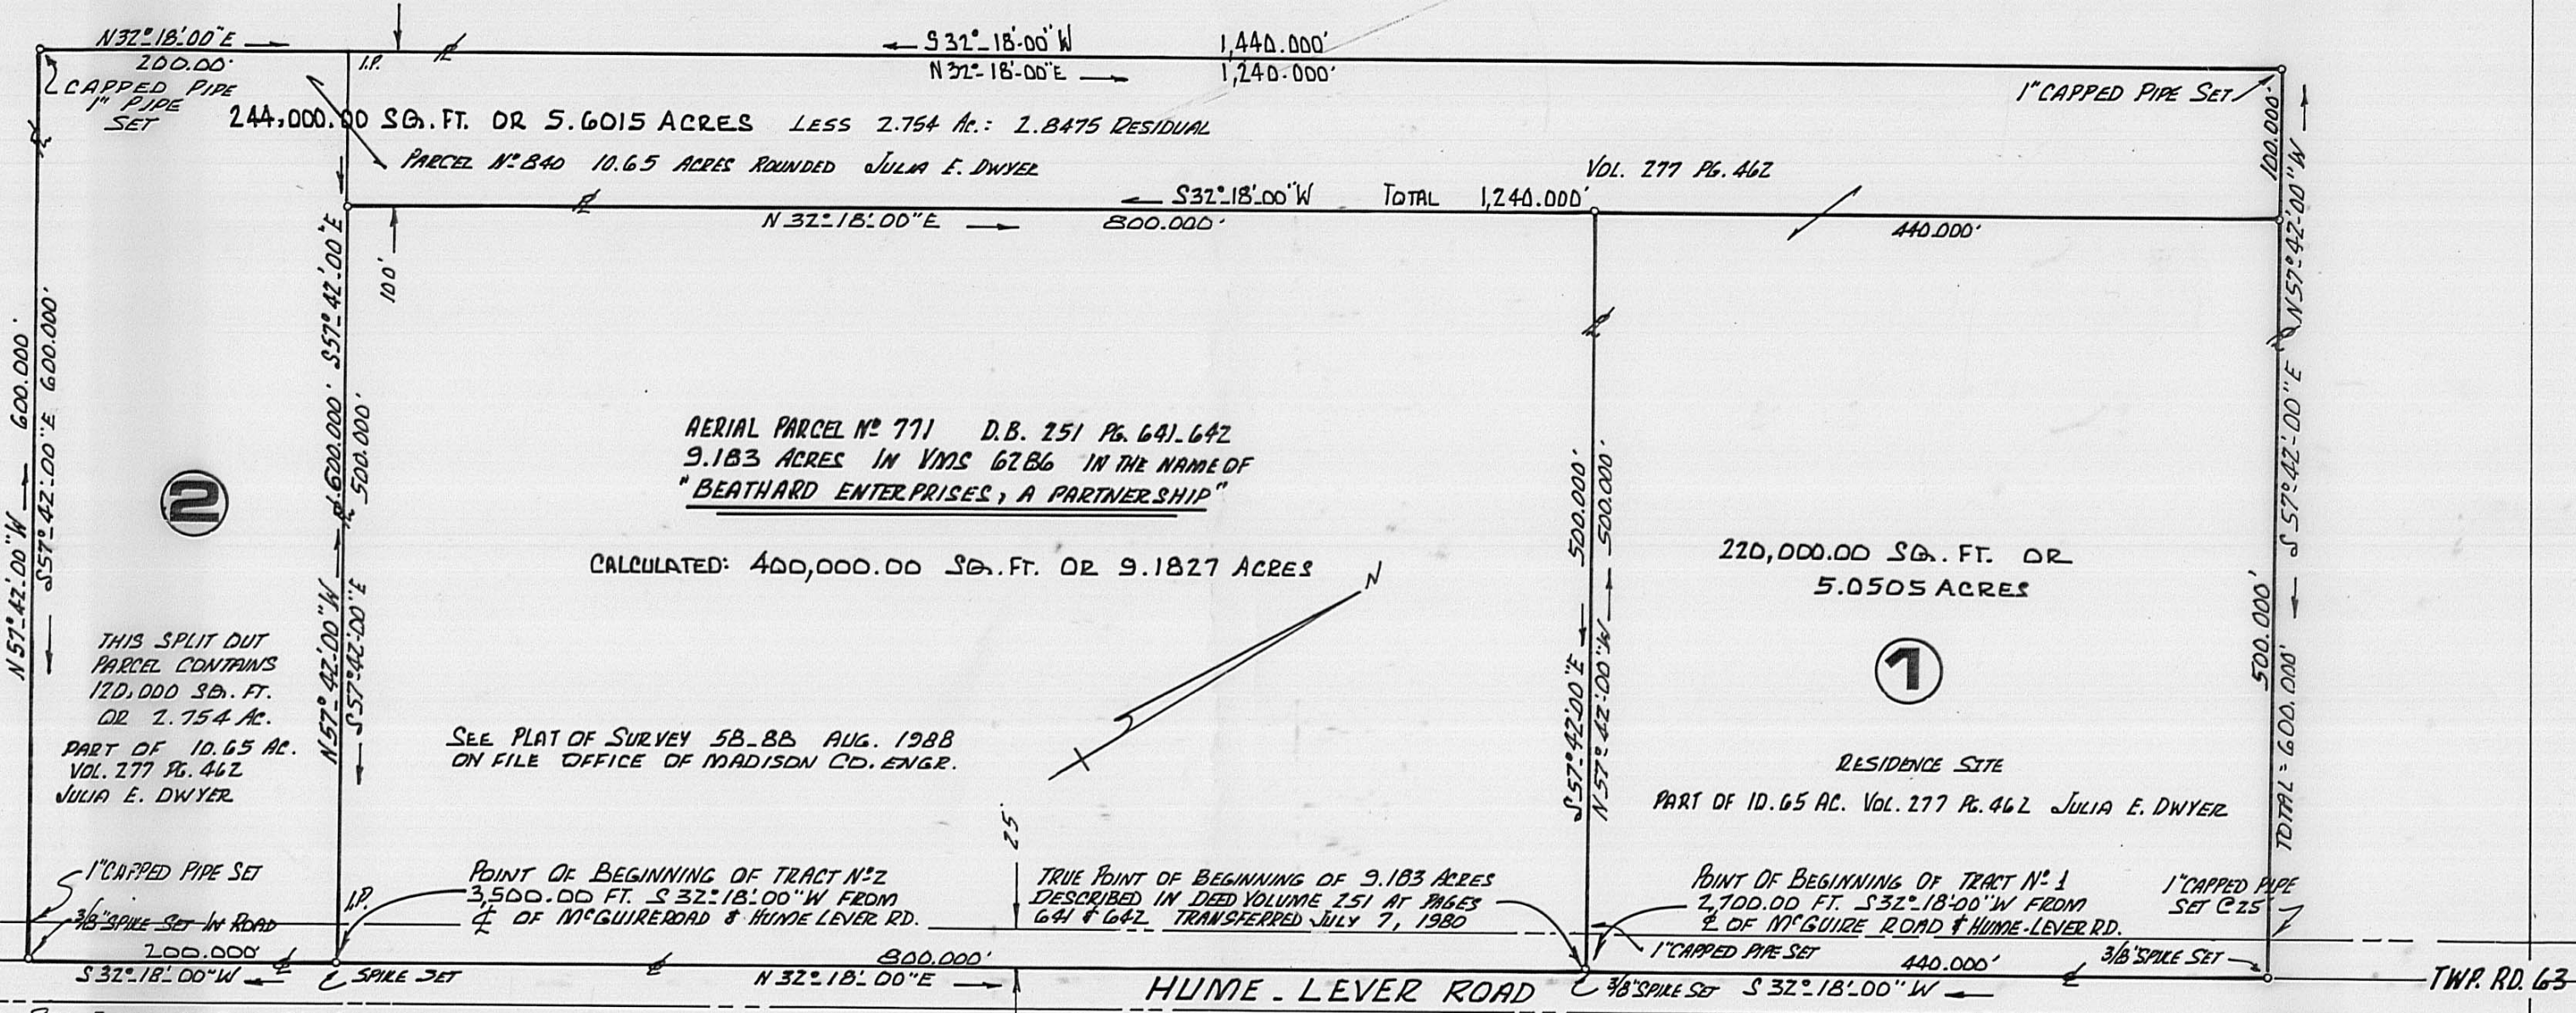 N32°-18'-00"E
200.00'
CAPPED PIPE
1" PIPE
SET
I.P.
S32°-18'-00"W 1,440.000'
N32°-18'-00"E 1,240.000'
1" CAPPED PIPE SET
100.000'
N57°-42'-00"W
244,000.00 SQ. FT. OR 5.6015 ACRES LESS 2.754 AC.: 2.8475 RESIDUAL
PARCEL Nº 840 10.65 ACRES ROUNDED JULIA E. DWYER
VOL. 277 PG. 462
S32°-18'-00"W TOTAL 1,240.000'
N32°-18'-00"E 800.000'
440.000'
100'
N57°-42'-00"W 600.000'
S57°-42'-00"E 600.000'
600.000' S57°-42'-00"E
500.000'
N57°-42'-00"W
S57°-42'-00"E
2
THIS SPLIT OUT
PARCEL CONTAINS
120,000 SQ. FT.
OR 2.754 AC.
PART OF 10.65 AC.
VOL. 277 PG. 462
JULIA E. DWYER
AERIAL PARCEL Nº 771 D.B. 251 PG. 641-642
9.183 ACRES IN VMS 6286 IN THE NAME OF
"BEATHARD ENTERPRISES, A PARTNERSHIP"
CALCULATED: 400,000.00 SQ. FT. OR 9.1827 ACRES
N
SEE PLAT OF SURVEY 58-88 AUG. 1988
ON FILE OFFICE OF MADISON CO. ENGR.
S57°-42'-00"E 500.000'
N57°-42'-00"W 500.000'
220,000.00 SQ. FT. OR
5.0505 ACRES
1
RESIDENCE SITE
PART OF 10.65 AC. VOL. 277 PG. 462 JULIA E. DWYER
500.000'
TOTAL = 600.000' S 57°-42'-00"E
1" CAPPED PIPE SET
3/8" SPIKE SET IN ROAD
I.P.
POINT OF BEGINNING OF TRACT Nº 2
3,500.00 FT. S 32°-18'-00"W FROM
℄ OF McGUIRE ROAD & HUME LEVER RD.
25'
TRUE POINT OF BEGINNING OF 9.183 ACRES
DESCRIBED IN DEED VOLUME 251 AT PAGES
641 & 642 TRANSFERRED JULY 7, 1980
POINT OF BEGINNING OF TRACT Nº 1
2,700.00 FT. S32°-18'-00"W FROM
℄ OF McGUIRE ROAD & HUME-LEVER RD.
1" CAPPED PIPE
SET @ 25'
1" CAPPED PIPE SET
3/8" SPIKE SET
200.000'
S32°-18'-00"W
SPIKE SET
800.000'
N32°-18'-00"E
HUME - LEVER ROAD
3/8" SPIKE SET
440.000'
S 32°-18'-00"W
TWP. RD. 63